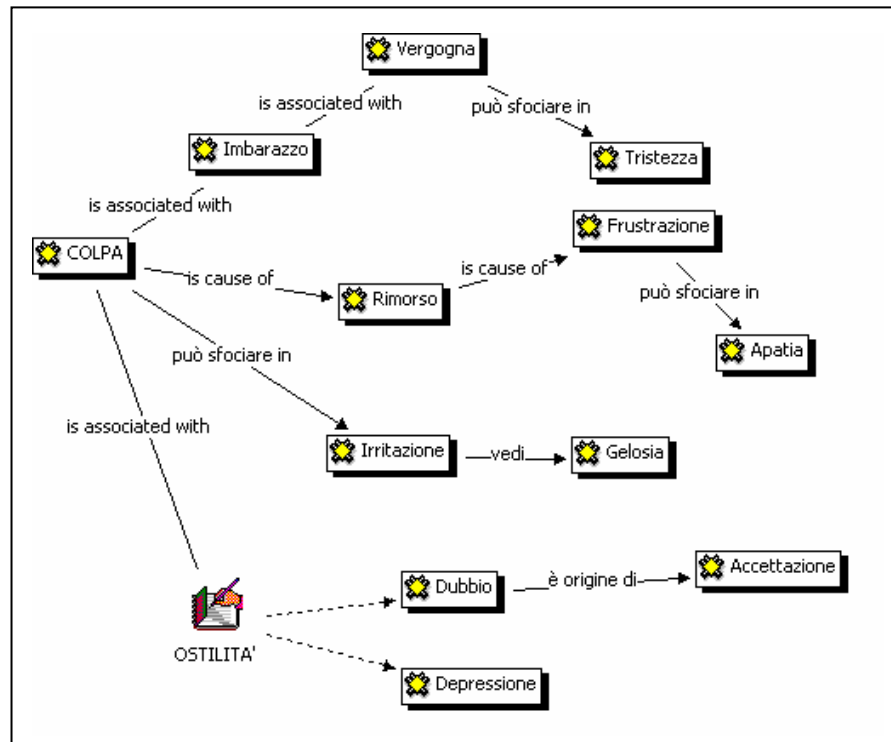 Vergogna
is associated with
può sfociare in
Imbarazzo
Tristezza
is associated with
Frustrazione
COLPA
is cause of
is cause of
Rimorso
può sfociare in
può sfociare in
Apatia
is associated with
Irritazione
vedi
Gelosia
Dubbio
è origine di
Accettazione
OSTILITA'
Depressione